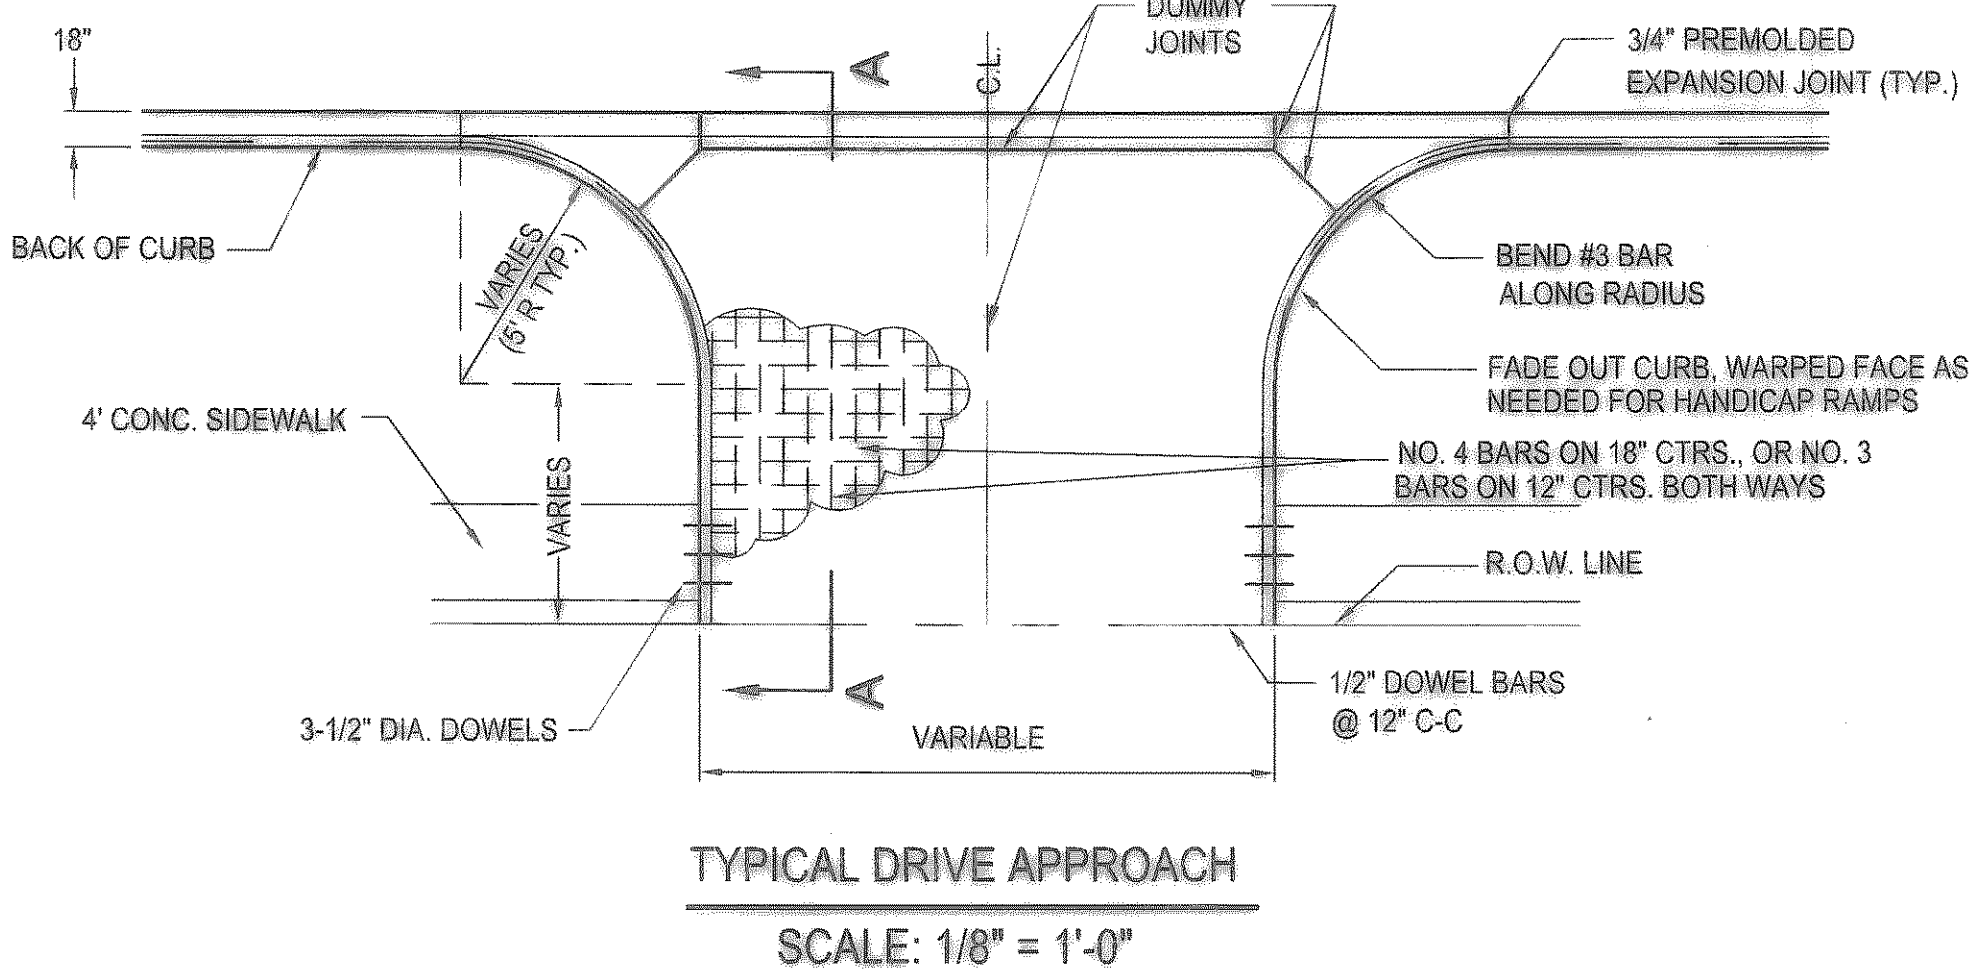 DUMMY
JOINTS
18"
A
C.L.
3/4" PREMOLDED
EXPANSION JOINT (TYP.)
BACK OF CURB
VARIES
(5' R TYP.)
BEND #3 BAR
ALONG RADIUS
FADE OUT CURB, WARPED FACE AS
NEEDED FOR HANDICAP RAMPS
4' CONC. SIDEWALK
NO. 4 BARS ON 18" CTRS., OR NO. 3
BARS ON 12" CTRS. BOTH WAYS
VARIES
R.O.W. LINE
A
1/2" DOWEL BARS
@ 12" C-C
3-1/2" DIA. DOWELS
VARIABLE
TYPICAL DRIVE APPROACH
SCALE: 1/8" = 1'-0"